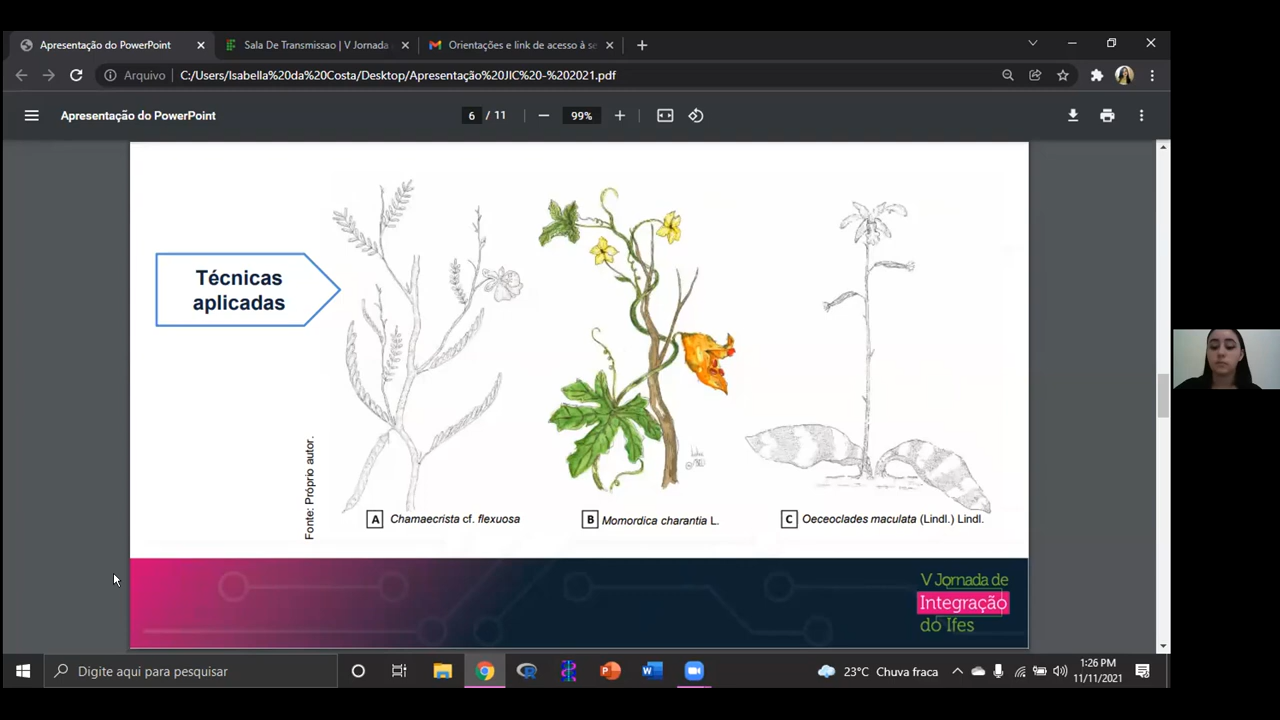 Apresentação do PowerPoint
Sala De Transmissao | V Jornada
Orientações e link de acesso à se
Arquivo
C:/Users/Isabella%20da%20Costa/Desktop/Apresentação%20JIC%20-%202021.pdf
Apresentação do PowerPoint
6 / 11
99%
Técnicas
aplicadas
Fonte: Próprio autor.
A Chamaecrista cf. flexuosa
B Momordica charantia L.
C Oeceoclades maculata (Lindl.) Lindl.
V Jornada de
Integração
do Ifes
Digite aqui para pesquisar
23°C Chuva fraca
1:26 PM
11/11/2021